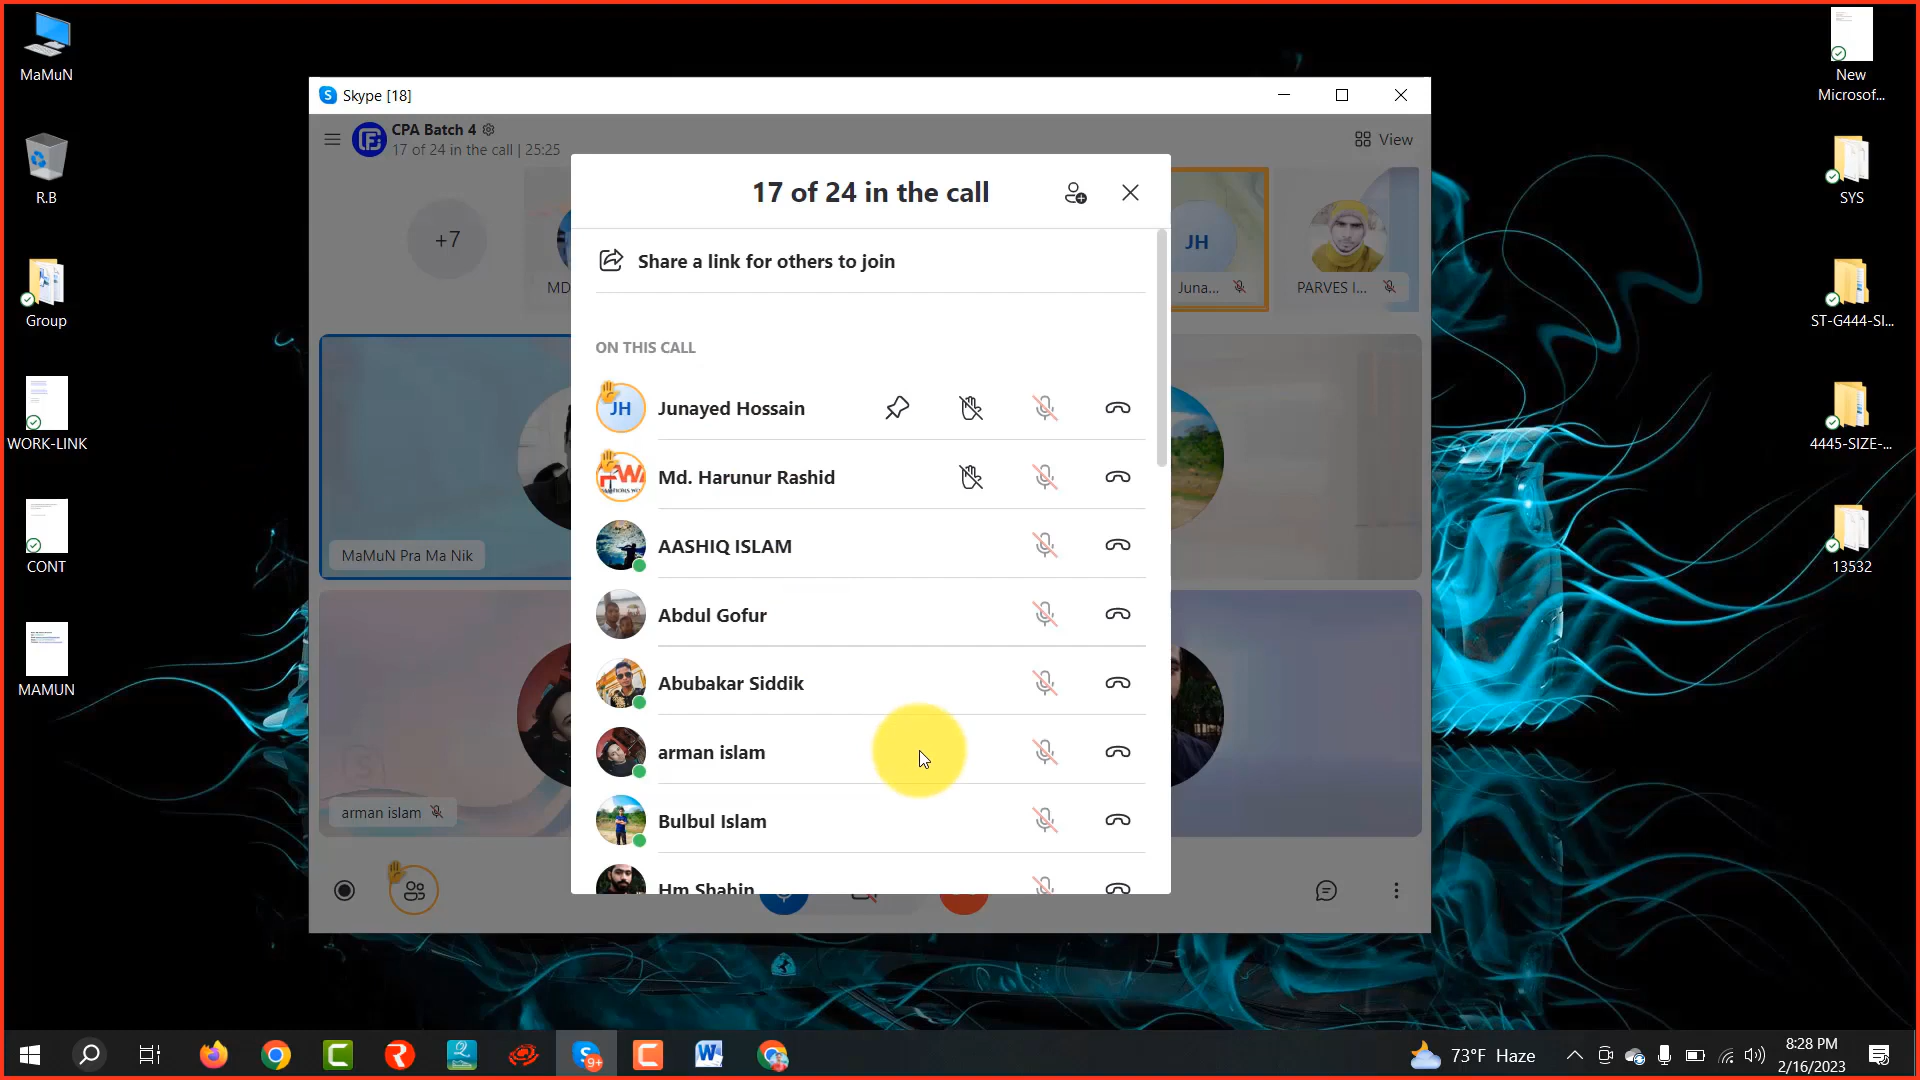 MaMuN
R.B
Group
WORK-LINK
CONT
MAMUN
Skype [18]
CPA Batch 4
17 of 24 in the call | 25:25
View
+7
MD
JH
Juna...
PARVES I...
MaMuN Pra Ma Nik
arman islam
17 of 24 in the call
Share a link for others to join
ON THIS CALL
JH
Junayed Hossain
Md. Harunur Rashid
AASHIQ ISLAM
Abdul Gofur
Abubakar Siddik
arman islam
Bulbul Islam
Hm Shahin
New
Microsof...
SYS
ST-G444-SI...
4445-SIZE-...
13532
9+
73°F Haze
8:28 PM
2/16/2023